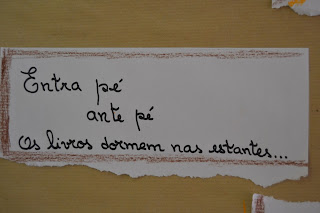 Entra pé
ante pé
Os livros dormem nas estantes...